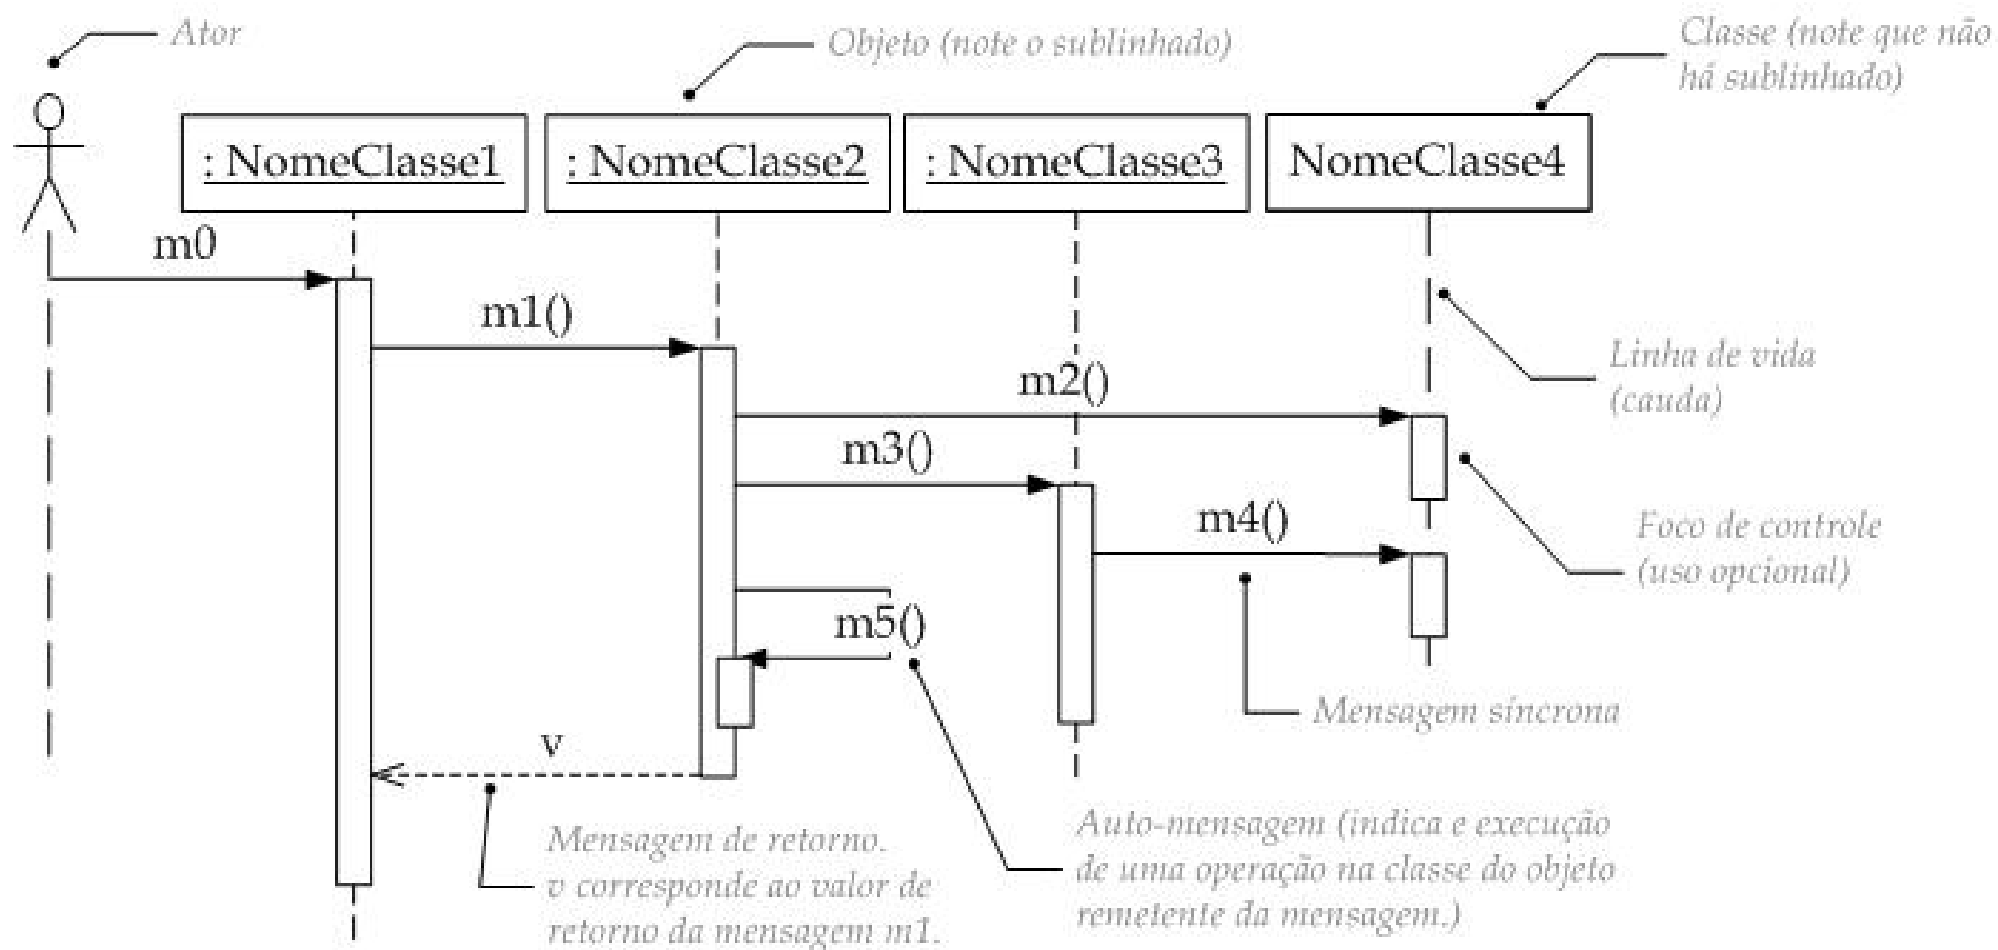 Ator
Objeto (note o sublinhado)
Classe (note que não
há sublinhado)
: NomeClasse1
: NomeClasse2
: NomeClasse3
NomeClasse4
m0
m1()
m2()
Linha de vida
(cauda)
m3()
m4()
Foco de controle
(uso opcional)
m5()
Mensagem síncrona
v
Mensagem de retorno.
v corresponde ao valor de
retorno da mensagem m1.
Auto-mensagem (indica e execução
de uma operação na classe do objeto
remetente da mensagem.)